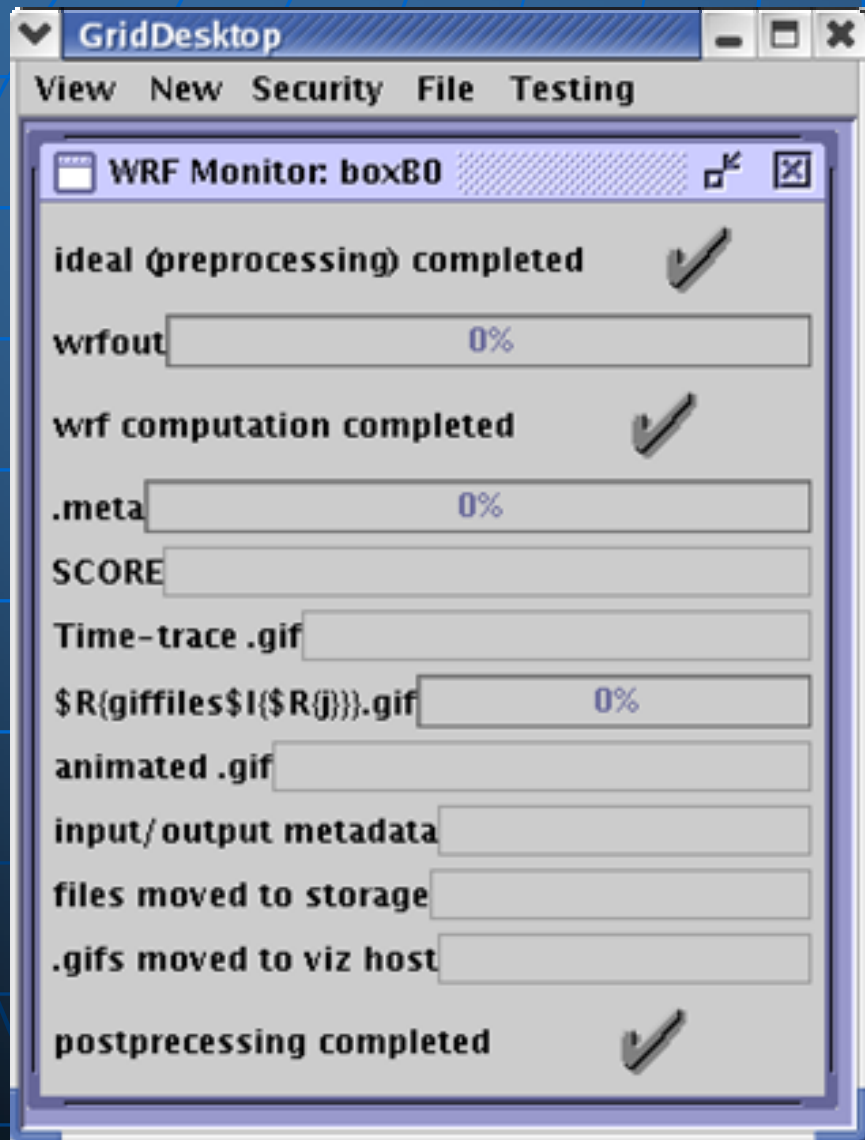 GridDesktop
View New Security File Testing
WRF Monitor: boxB0
ideal (preprocessing) completed
wrfout 0%
wrf computation completed
.meta 0%
SCORE
Time-trace .gif
$R{giffiles$I{$R{j}}}.gif 0%
animated .gif
input/output metadata
files moved to storage
.gifs moved to viz host
postprecessing completed